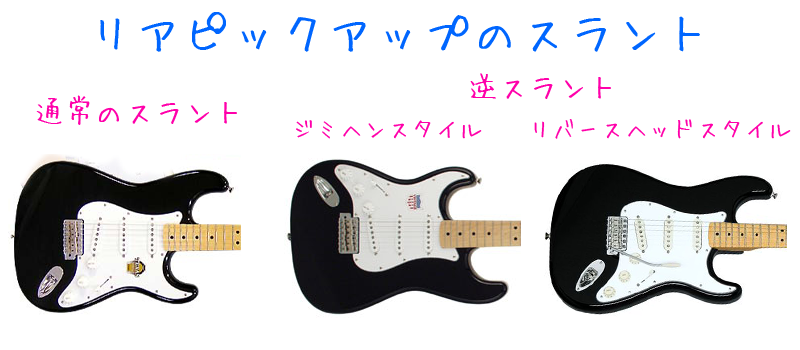 リアピックアップのスラント
逆スラント
通常のスラント
ジミヘンスタイル
リバースヘッドスタイル